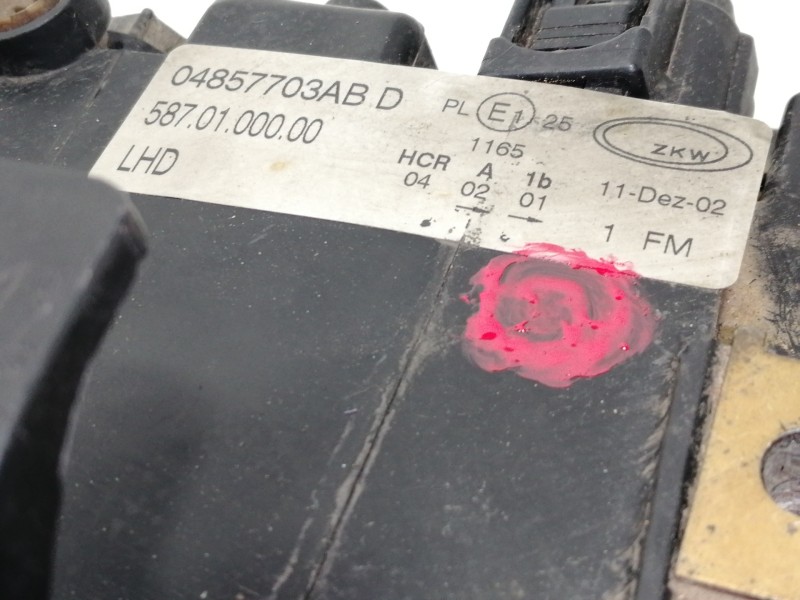 04857703AB D
587.01.000.00
LHD
PL E1 25
1165
HCR A 1b
04 02 01
ZKW
11-Dez-02
1 FM